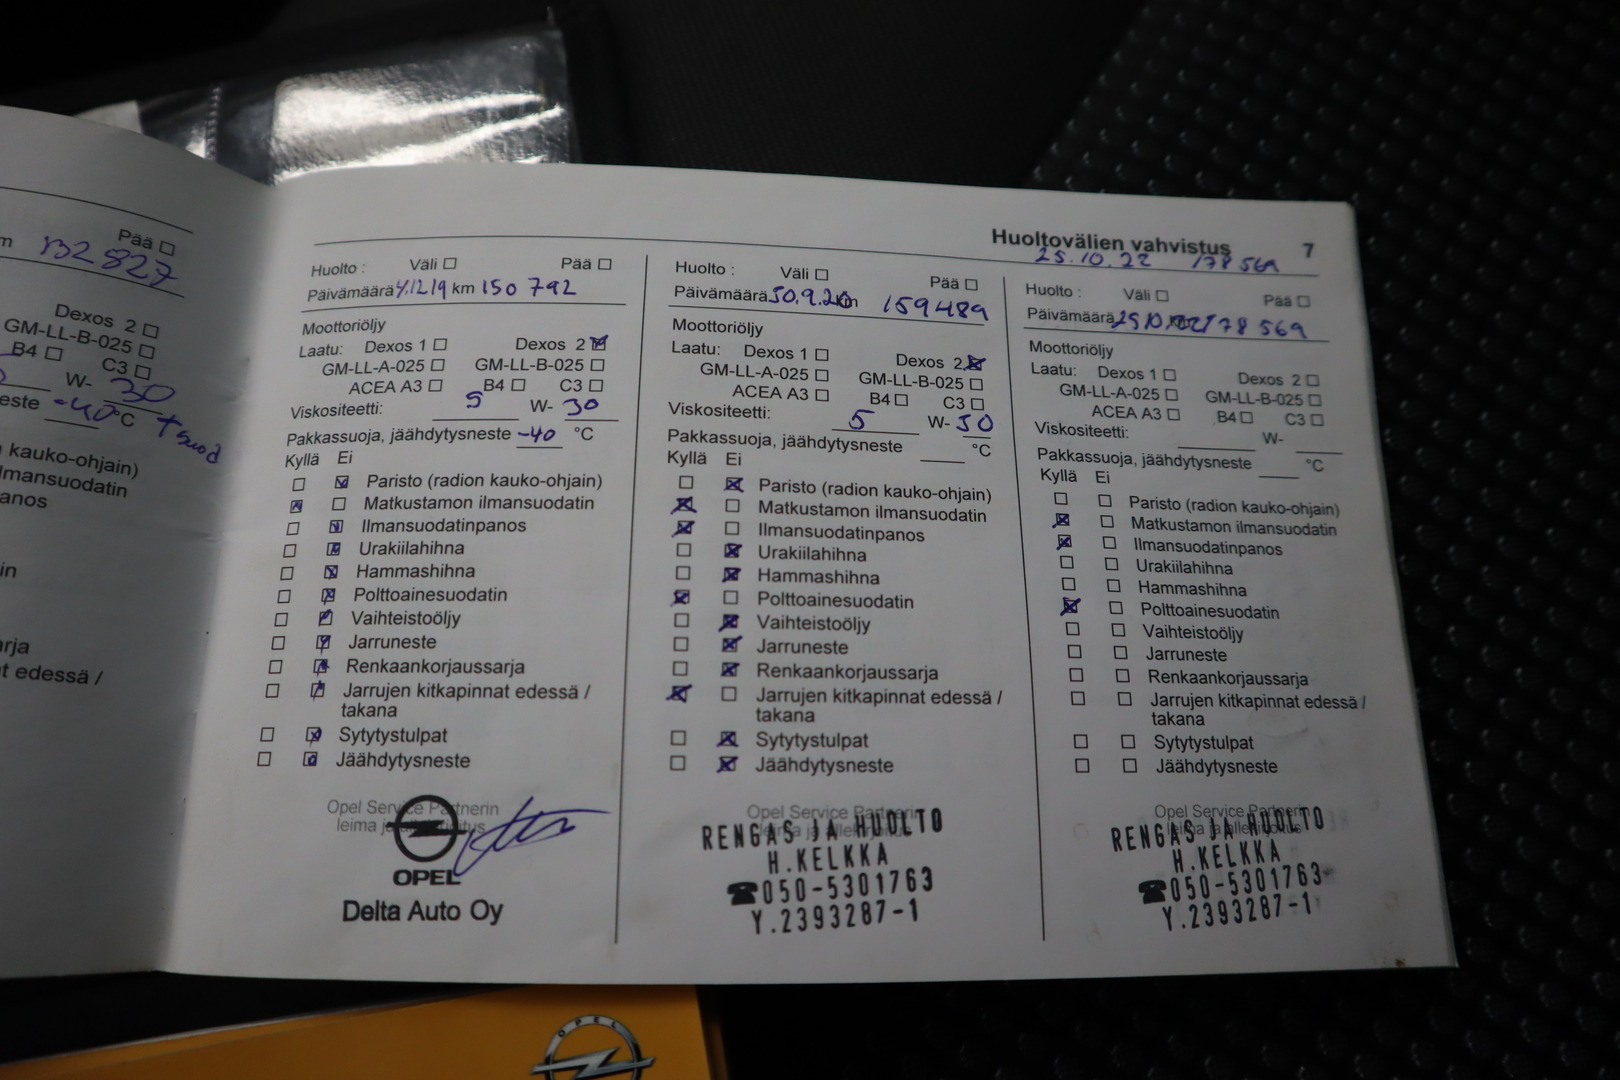 Pää
132827
Dexos 2
GM-LL-B-025
B4 C3
W- 30
-40 °C + suod
kauko-ohjain)
Huoltovälien vahvistus 7
25.10.22 178 569
Huolto : Väli Pää
Päivämäärä 4.12.19 km 150 792
Moottoriöljy
Laatu: Dexos 1 Dexos 2
GM-LL-A-025 GM-LL-B-025
ACEA A3 B4 C3
Viskositeetti: 5 W- 30
Pakkassuoja, jäähdytysneste -40 °C
Kyllä Ei
Paristo (radion kauko-ohjain)
Matkustamon ilmansuodatin
Ilmansuodatinpanos
Urakiilahihna
Hammashihna
Polttoainesuodatin
Vaihteistoöljy
Jarruneste
Renkaankorjaussarja
Jarrujen kitkapinnat edessä /
takana
Sytytystulpat
Jäähdytysneste
Opel Service Partnerin
OPEL
Delta Auto Oy
Huolto : Väli Pää
Päivämäärä 30.9.20 km 159489
Moottoriöljy
Laatu: Dexos 1 Dexos 2
GM-LL-A-025 GM-LL-B-025
ACEA A3 B4 C3
Viskositeetti: 5 W- 30
Pakkassuoja, jäähdytysneste °C
Kyllä Ei
Paristo (radion kauko-ohjain)
Matkustamon ilmansuodatin
Ilmansuodatinpanos
Urakiilahihna
Hammashihna
Polttoainesuodatin
Vaihteistoöljy
Jarruneste
Renkaankorjaussarja
Jarrujen kitkapinnat edessä /
takana
Sytytystulpat
Jäähdytysneste
Opel Service Partnerin
RENGAS JA HUOLTO
H.KELKKA
☎050-5301763
Y.2393287-1
Huolto : Väli Pää
Päivämäärä 25.10.22 178 569
Moottoriöljy
Laatu: Dexos 1 Dexos 2
GM-LL-A-025 GM-LL-B-025
ACEA A3 B4 C3
Viskositeetti: W-
Pakkassuoja, jäähdytysneste °C
Kyllä Ei
Paristo (radion kauko-ohjain)
Matkustamon ilmansuodatin
Ilmansuodatinpanos
Urakiilahihna
Hammashihna
Polttoainesuodatin
Vaihteistoöljy
Jarruneste
Renkaankorjaussarja
Jarrujen kitkapinnat edessä /
takana
Sytytystulpat
Jäähdytysneste
Opel Service Partnerin
RENGAS JA HUOLTO
H.KELKKA
☎050-5301763
Y.2393287-1
OPEL